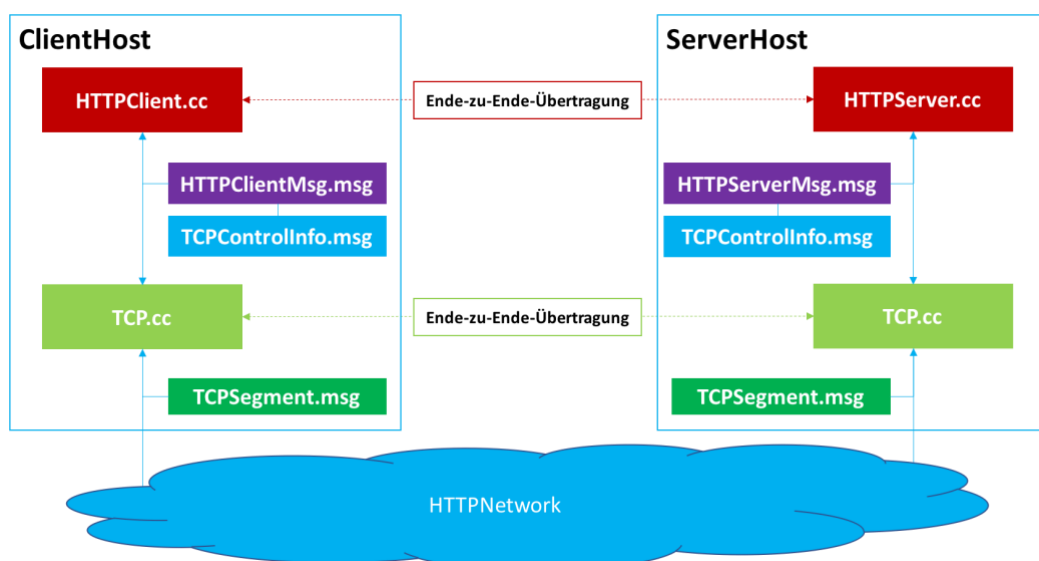 ClientHost
ServerHost
HTTPClient.cc
Ende-zu-Ende-Übertragung
HTTPServer.cc
HTTPClientMsg.msg
HTTPServerMsg.msg
TCPControlInfo.msg
TCPControlInfo.msg
TCP.cc
Ende-zu-Ende-Übertragung
TCP.cc
TCPSegment.msg
TCPSegment.msg
HTTPNetwork